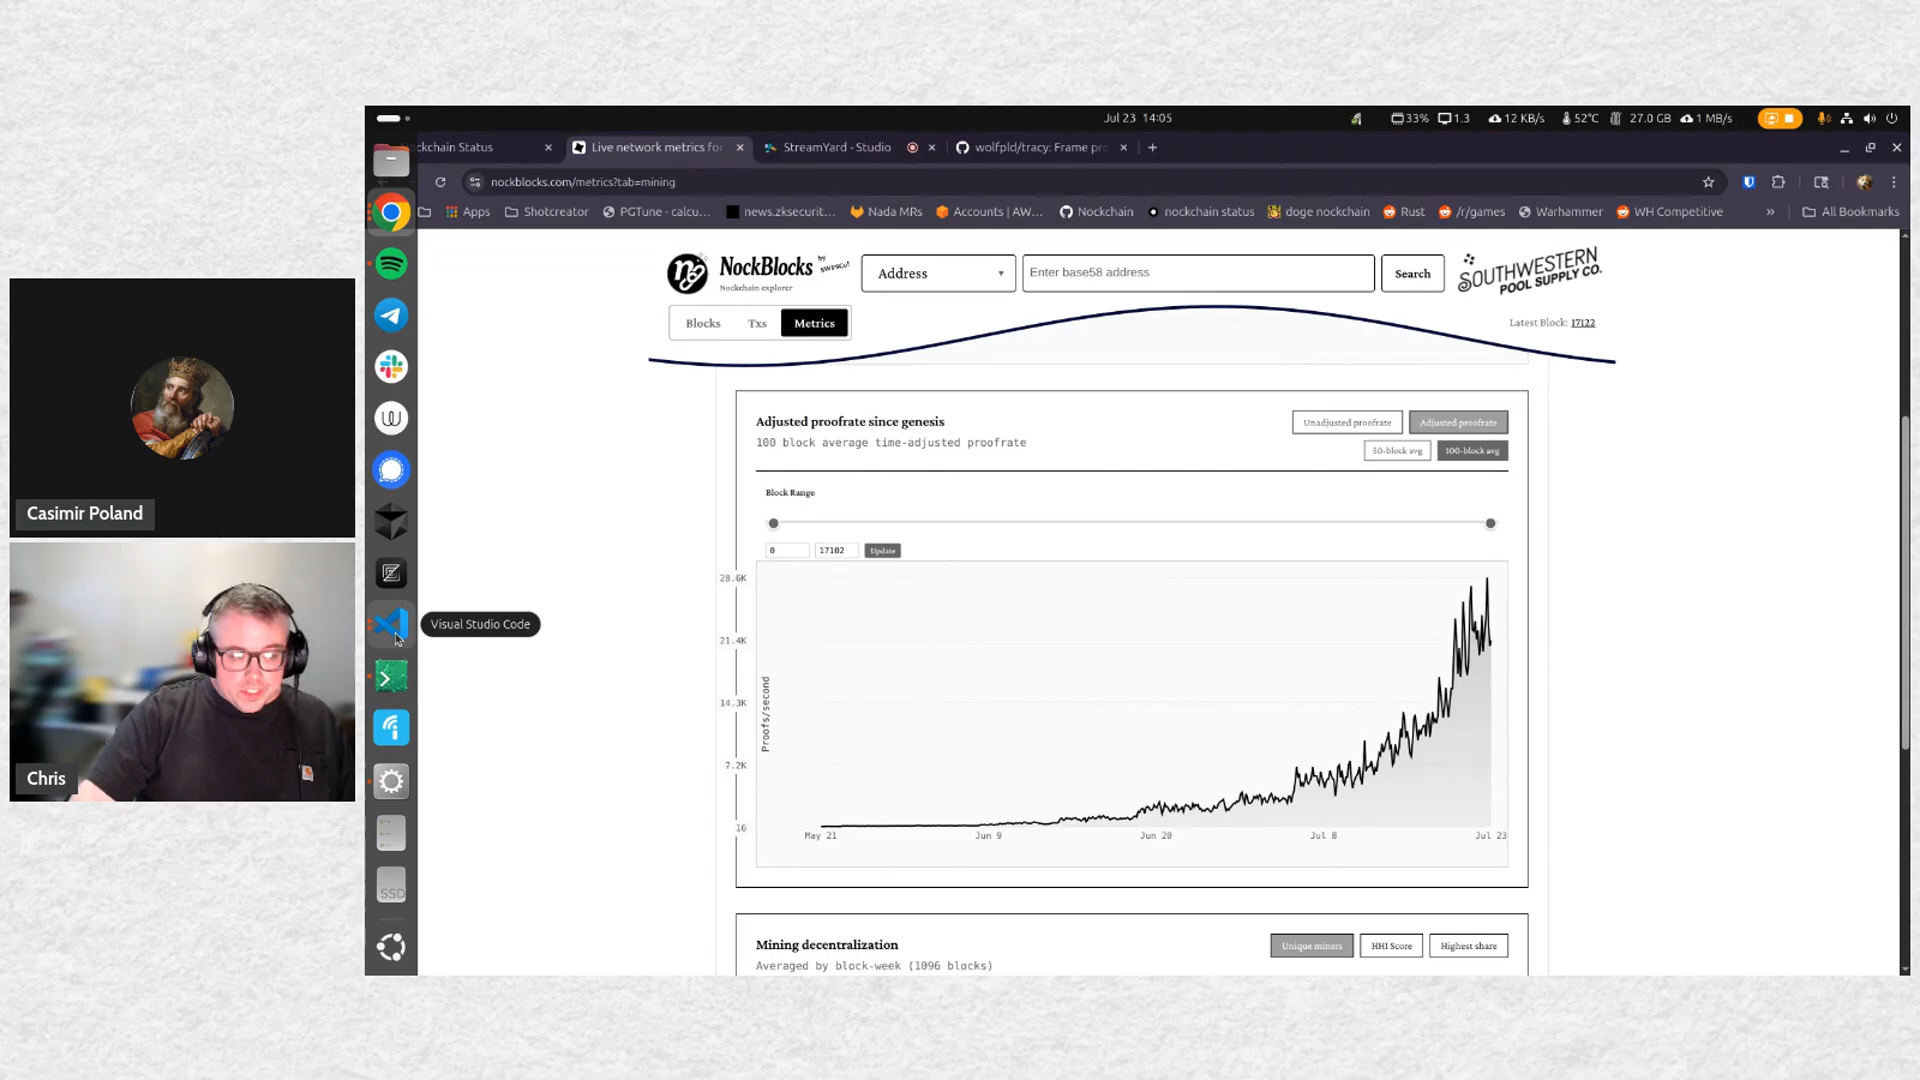 Jul 23 14:05
33%
1.3
12 KB/s
52°C
27.0 GB
1 MB/s
ckchain Status
Live network metrics for
StreamYard - Studio
wolfpld/tracy: Frame pro
nockblocks.com/metrics?tab=mining
Apps
Shotcreator
PGTune - calcu...
news.zksecurit...
Nada MRs
Accounts | AW...
Nockchain
nockchain status
doge nockchain
Rust
/r/games
Warhammer
WH Competitive
»
All Bookmarks
NockBlocks
by
SWPSCO
Nockchain explorer
Address
Enter base58 address
Search
SOUTHWESTERN
POOL SUPPLY CO.
Blocks
Txs
Metrics
Latest Block: 17122
Adjusted proofrate since genesis
100 block average time-adjusted proofrate
Unadjusted proofrate
Adjusted proofrate
50-block avg
100-block avg
Block Range
0
17102
Update
28.6K
21.4K
14.3K
7.2K
16
Proofs/second
May 21
Jun 9
Jun 20
Jul 8
Jul 23
Mining decentralization
Averaged by block-week (1096 blocks)
Unique miners
HHI Score
Highest share
Visual Studio Code
SSD
Casimir Poland
Chris